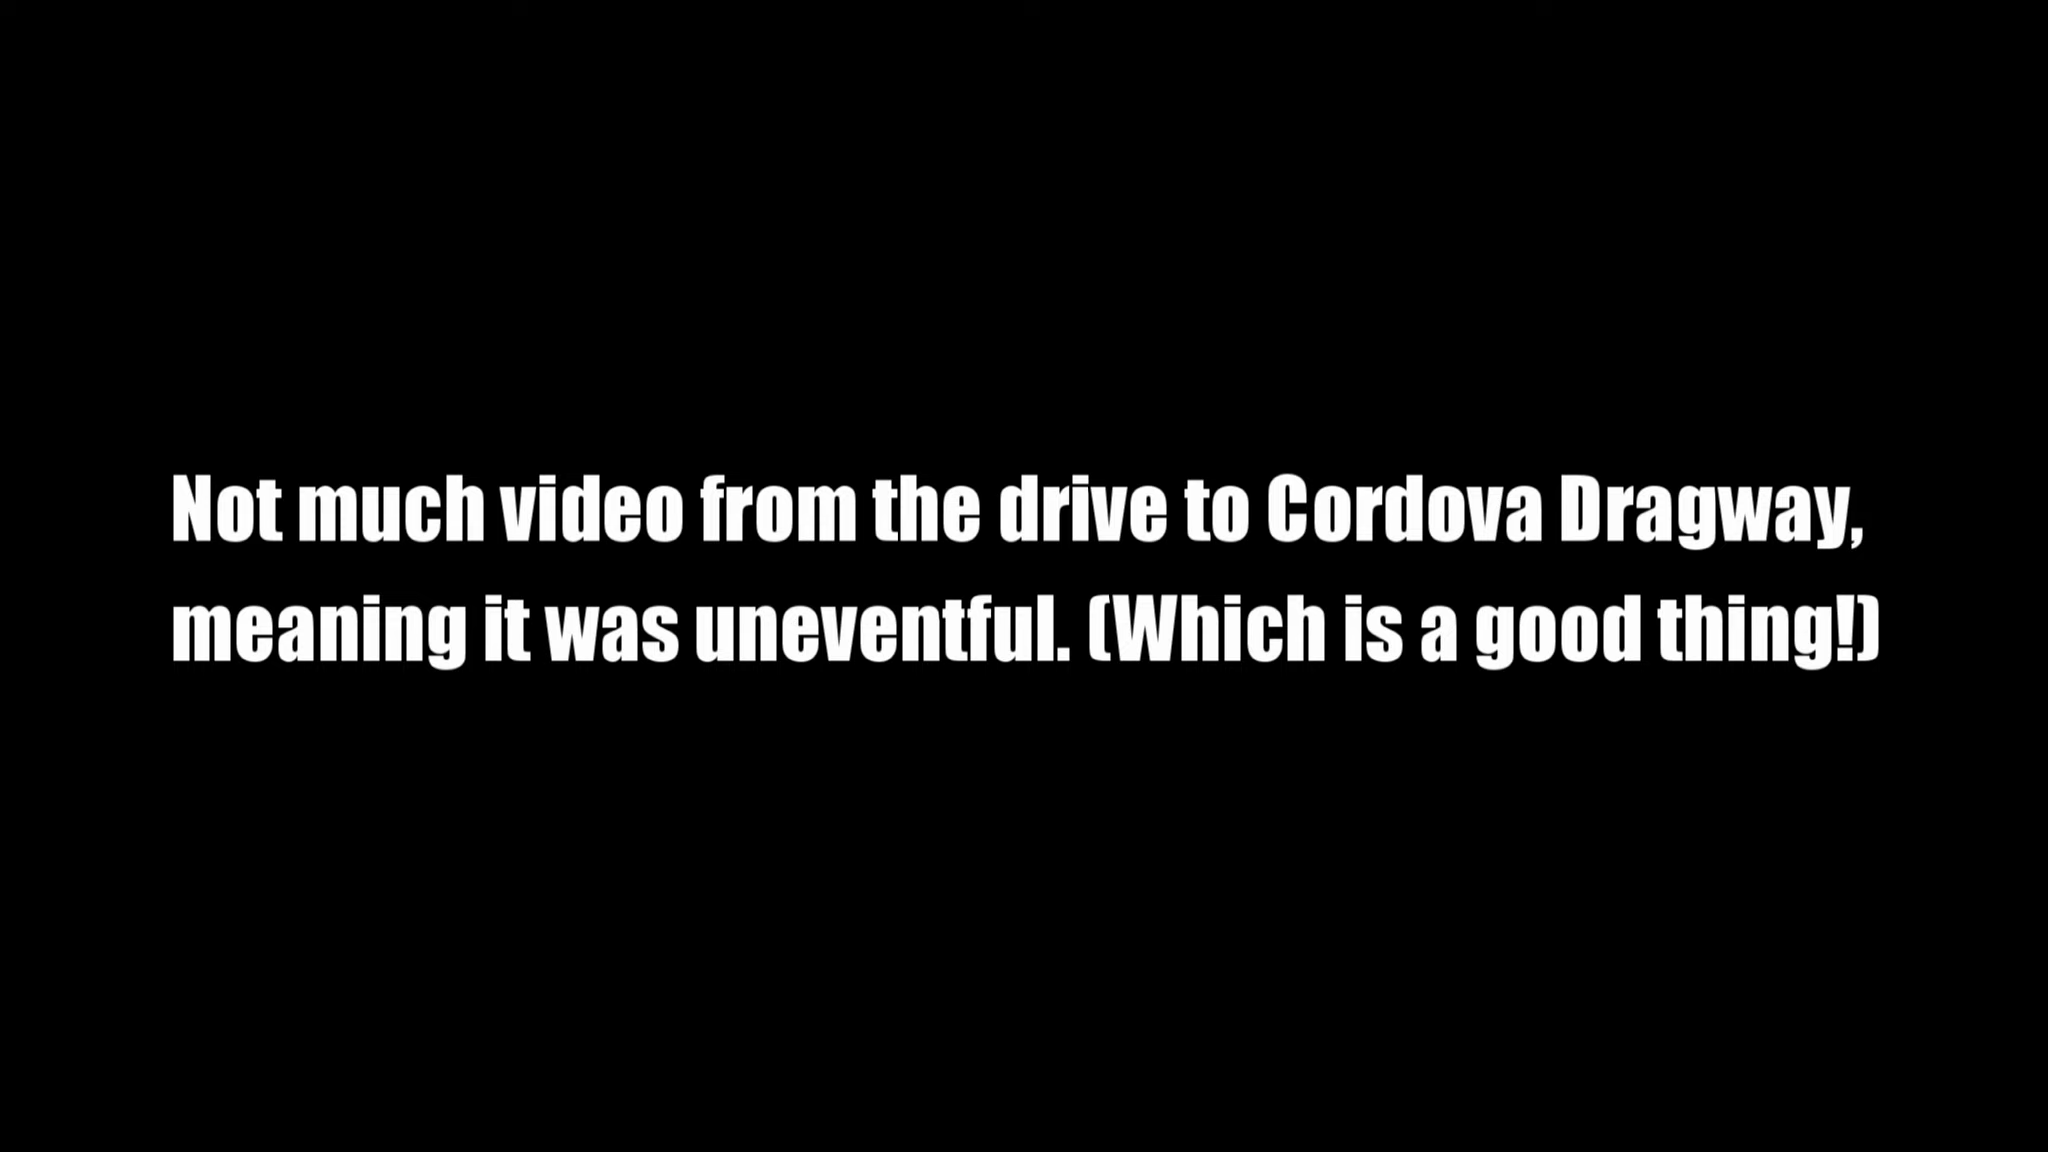 Not much video from the drive to Cordova Dragway,
meaning it was uneventful. (Which is a good thing!)